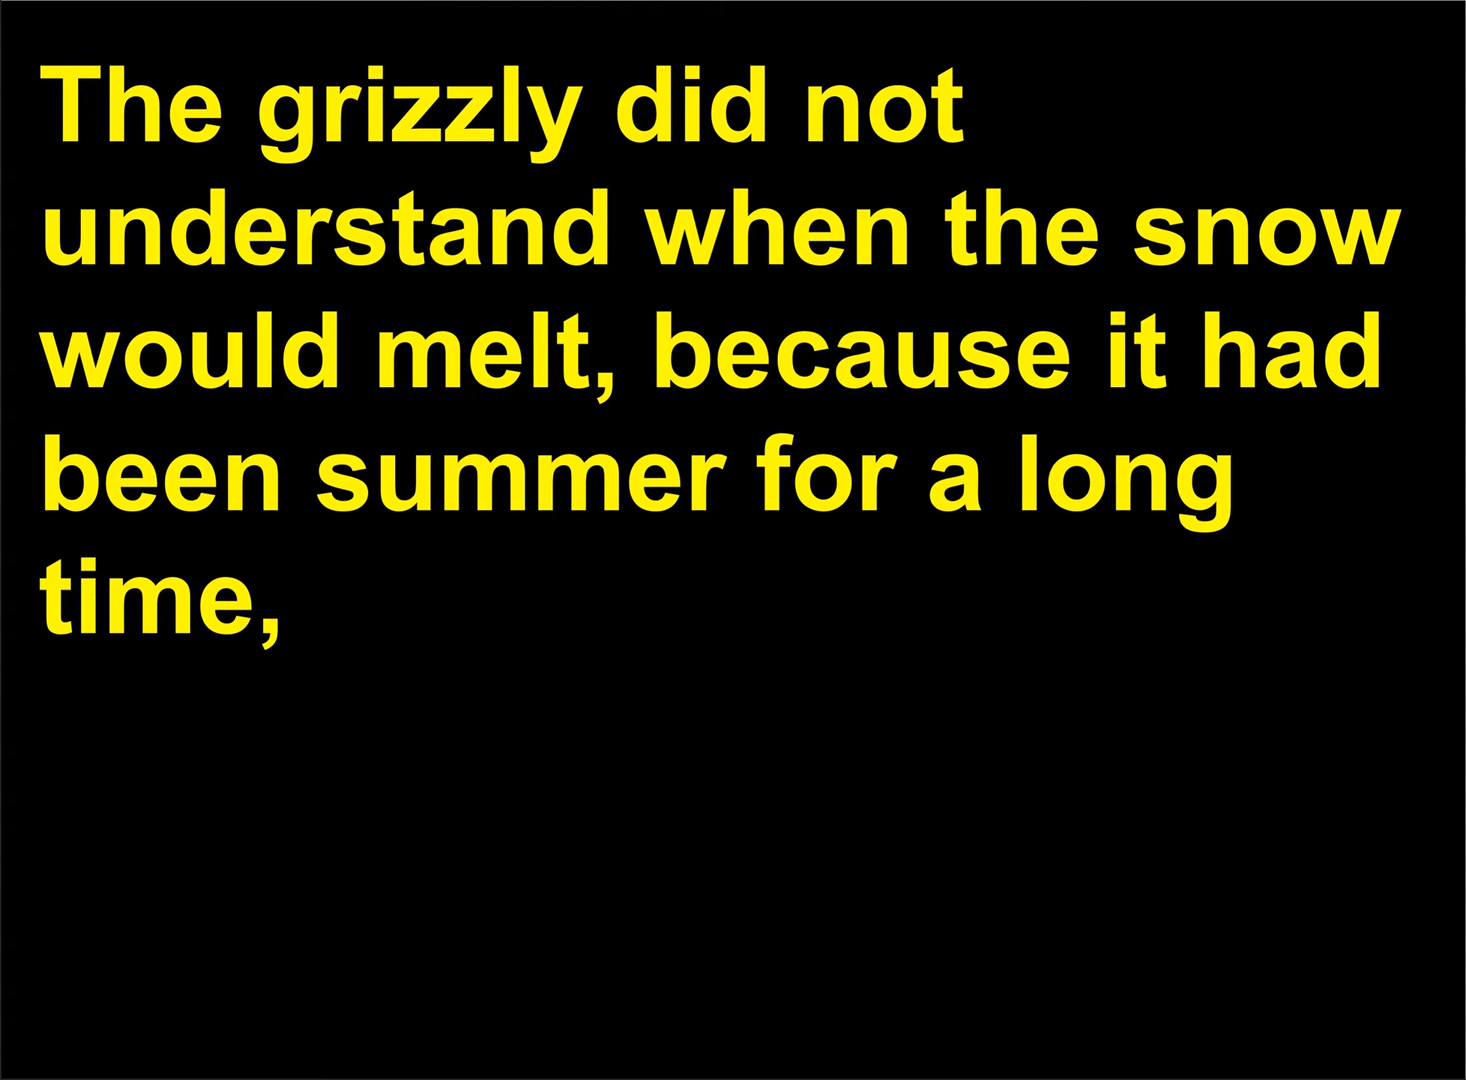 The grizzly did not
understand when the snow
would melt, because it had
been summer for a long
time,